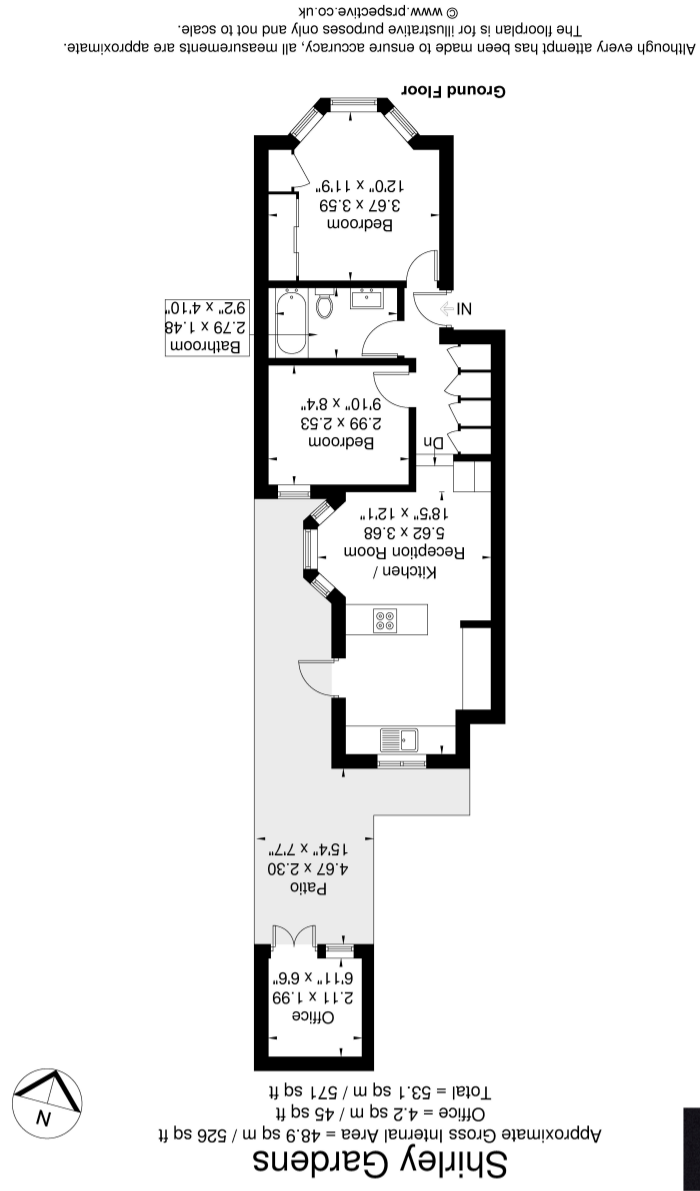 Shirley Gardens
Approximate Gross Internal Area = 48.9 sq m / 526 sq ft
Office = 4.2 sq m / 45 sq ft
Total = 53.1 sq m / 571 sq ft
N
Office
2.11 x 1.99
6'11" x 6'6"
Patio
4.67 x 2.30
15'4" x 7'7"
Kitchen /
Reception Room
5.62 x 3.68
18'5" x 12'1"
Dn
Bedroom
2.99 x 2.53
9'10" x 8'4"
Bathroom
2.79 x 1.48
9'2" x 4'10"
IN
Bedroom
3.67 x 3.59
12'0" x 11'9"
Ground Floor
Although every attempt has been made to ensure accuracy, all measurements are approximate.
The floorplan is for illustrative purposes only and not to scale.
© www.prspective.co.uk